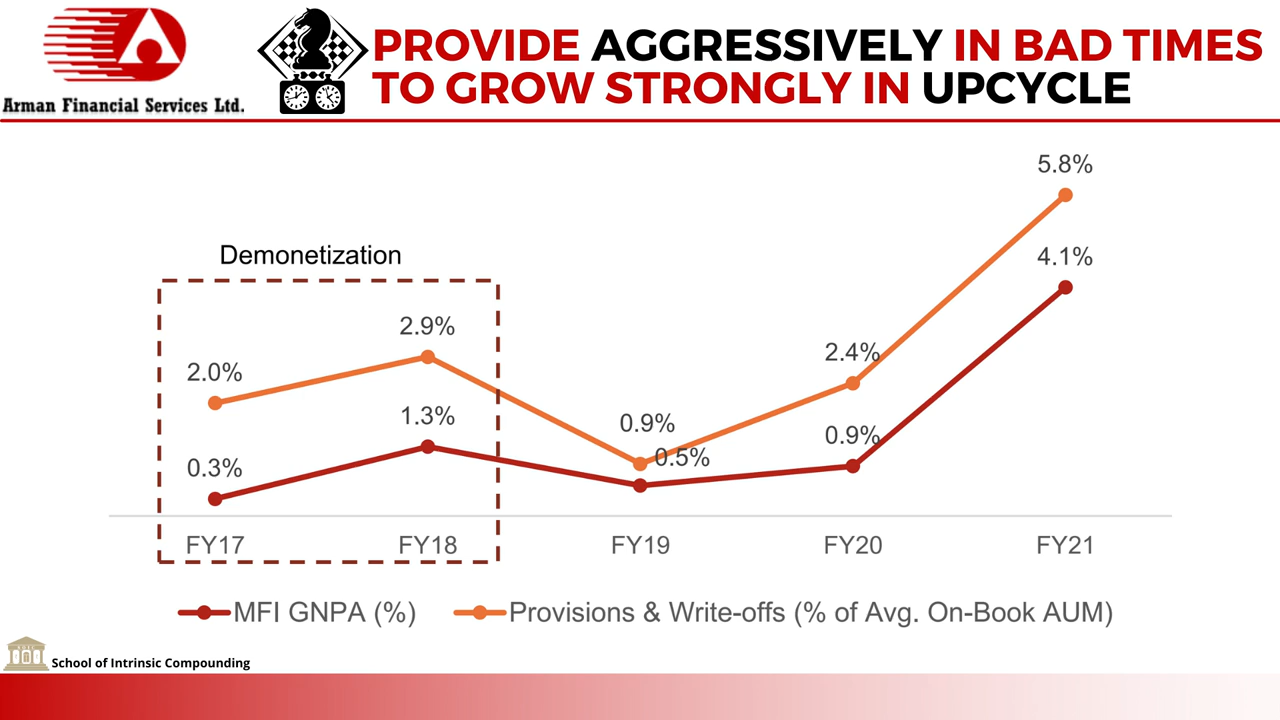 Arman Financial Services Ltd.
PROVIDE AGGRESSIVELY IN BAD TIMES
TO GROW STRONGLY IN UPCYCLE
Demonetization
5.8%
4.1%
2.9%
2.0%
2.4%
1.3%
0.9%
0.9%
0.5%
0.3%
FY17 FY18 FY19 FY20 FY21
MFI GNPA (%) Provisions & Write-offs (% of Avg. On-Book AUM)
School of Intrinsic Compounding